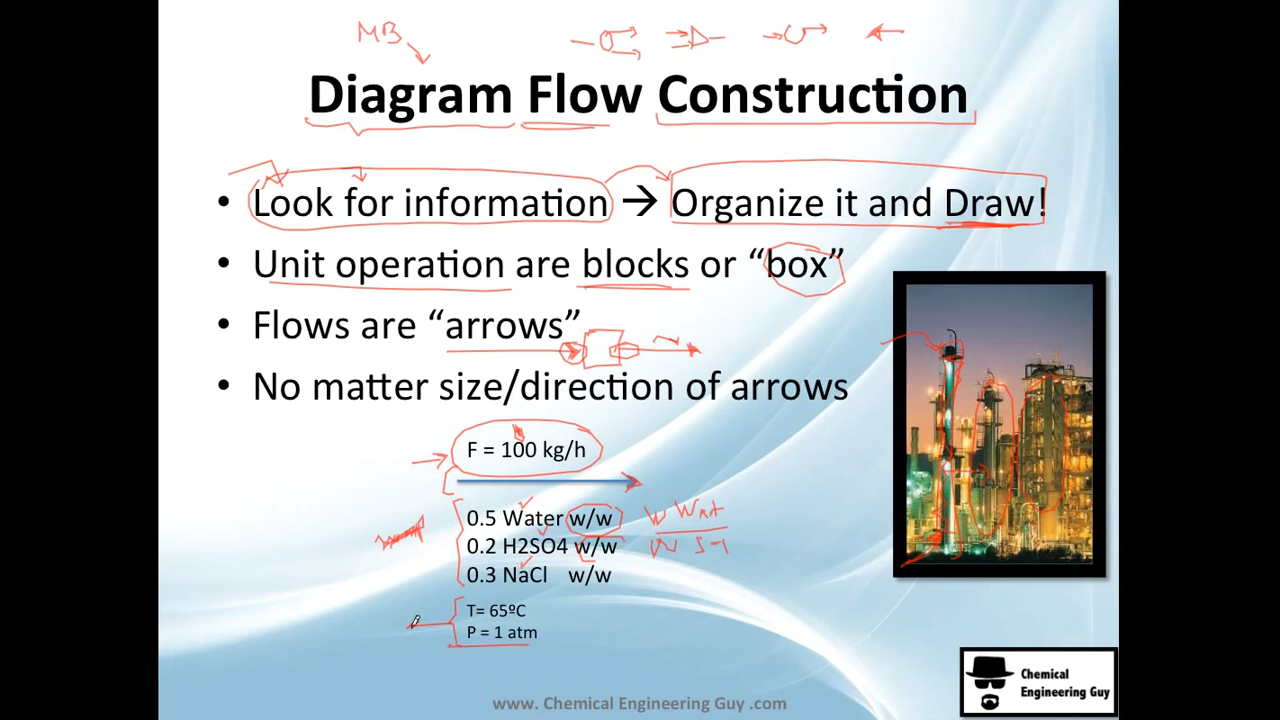 MB
Diagram Flow Construction
• Look for information → Organize it and Draw!
• Unit operation are blocks or “box”
• Flows are “arrows”
• No matter size/direction of arrows
F = 100 kg/h
0.5 Water w/w
0.2 H2SO4 w/w
0.3 NaCl w/w
T= 65ºC
P = 1 atm
Chemical
Engineering Guy
www. Chemical Engineering Guy .com